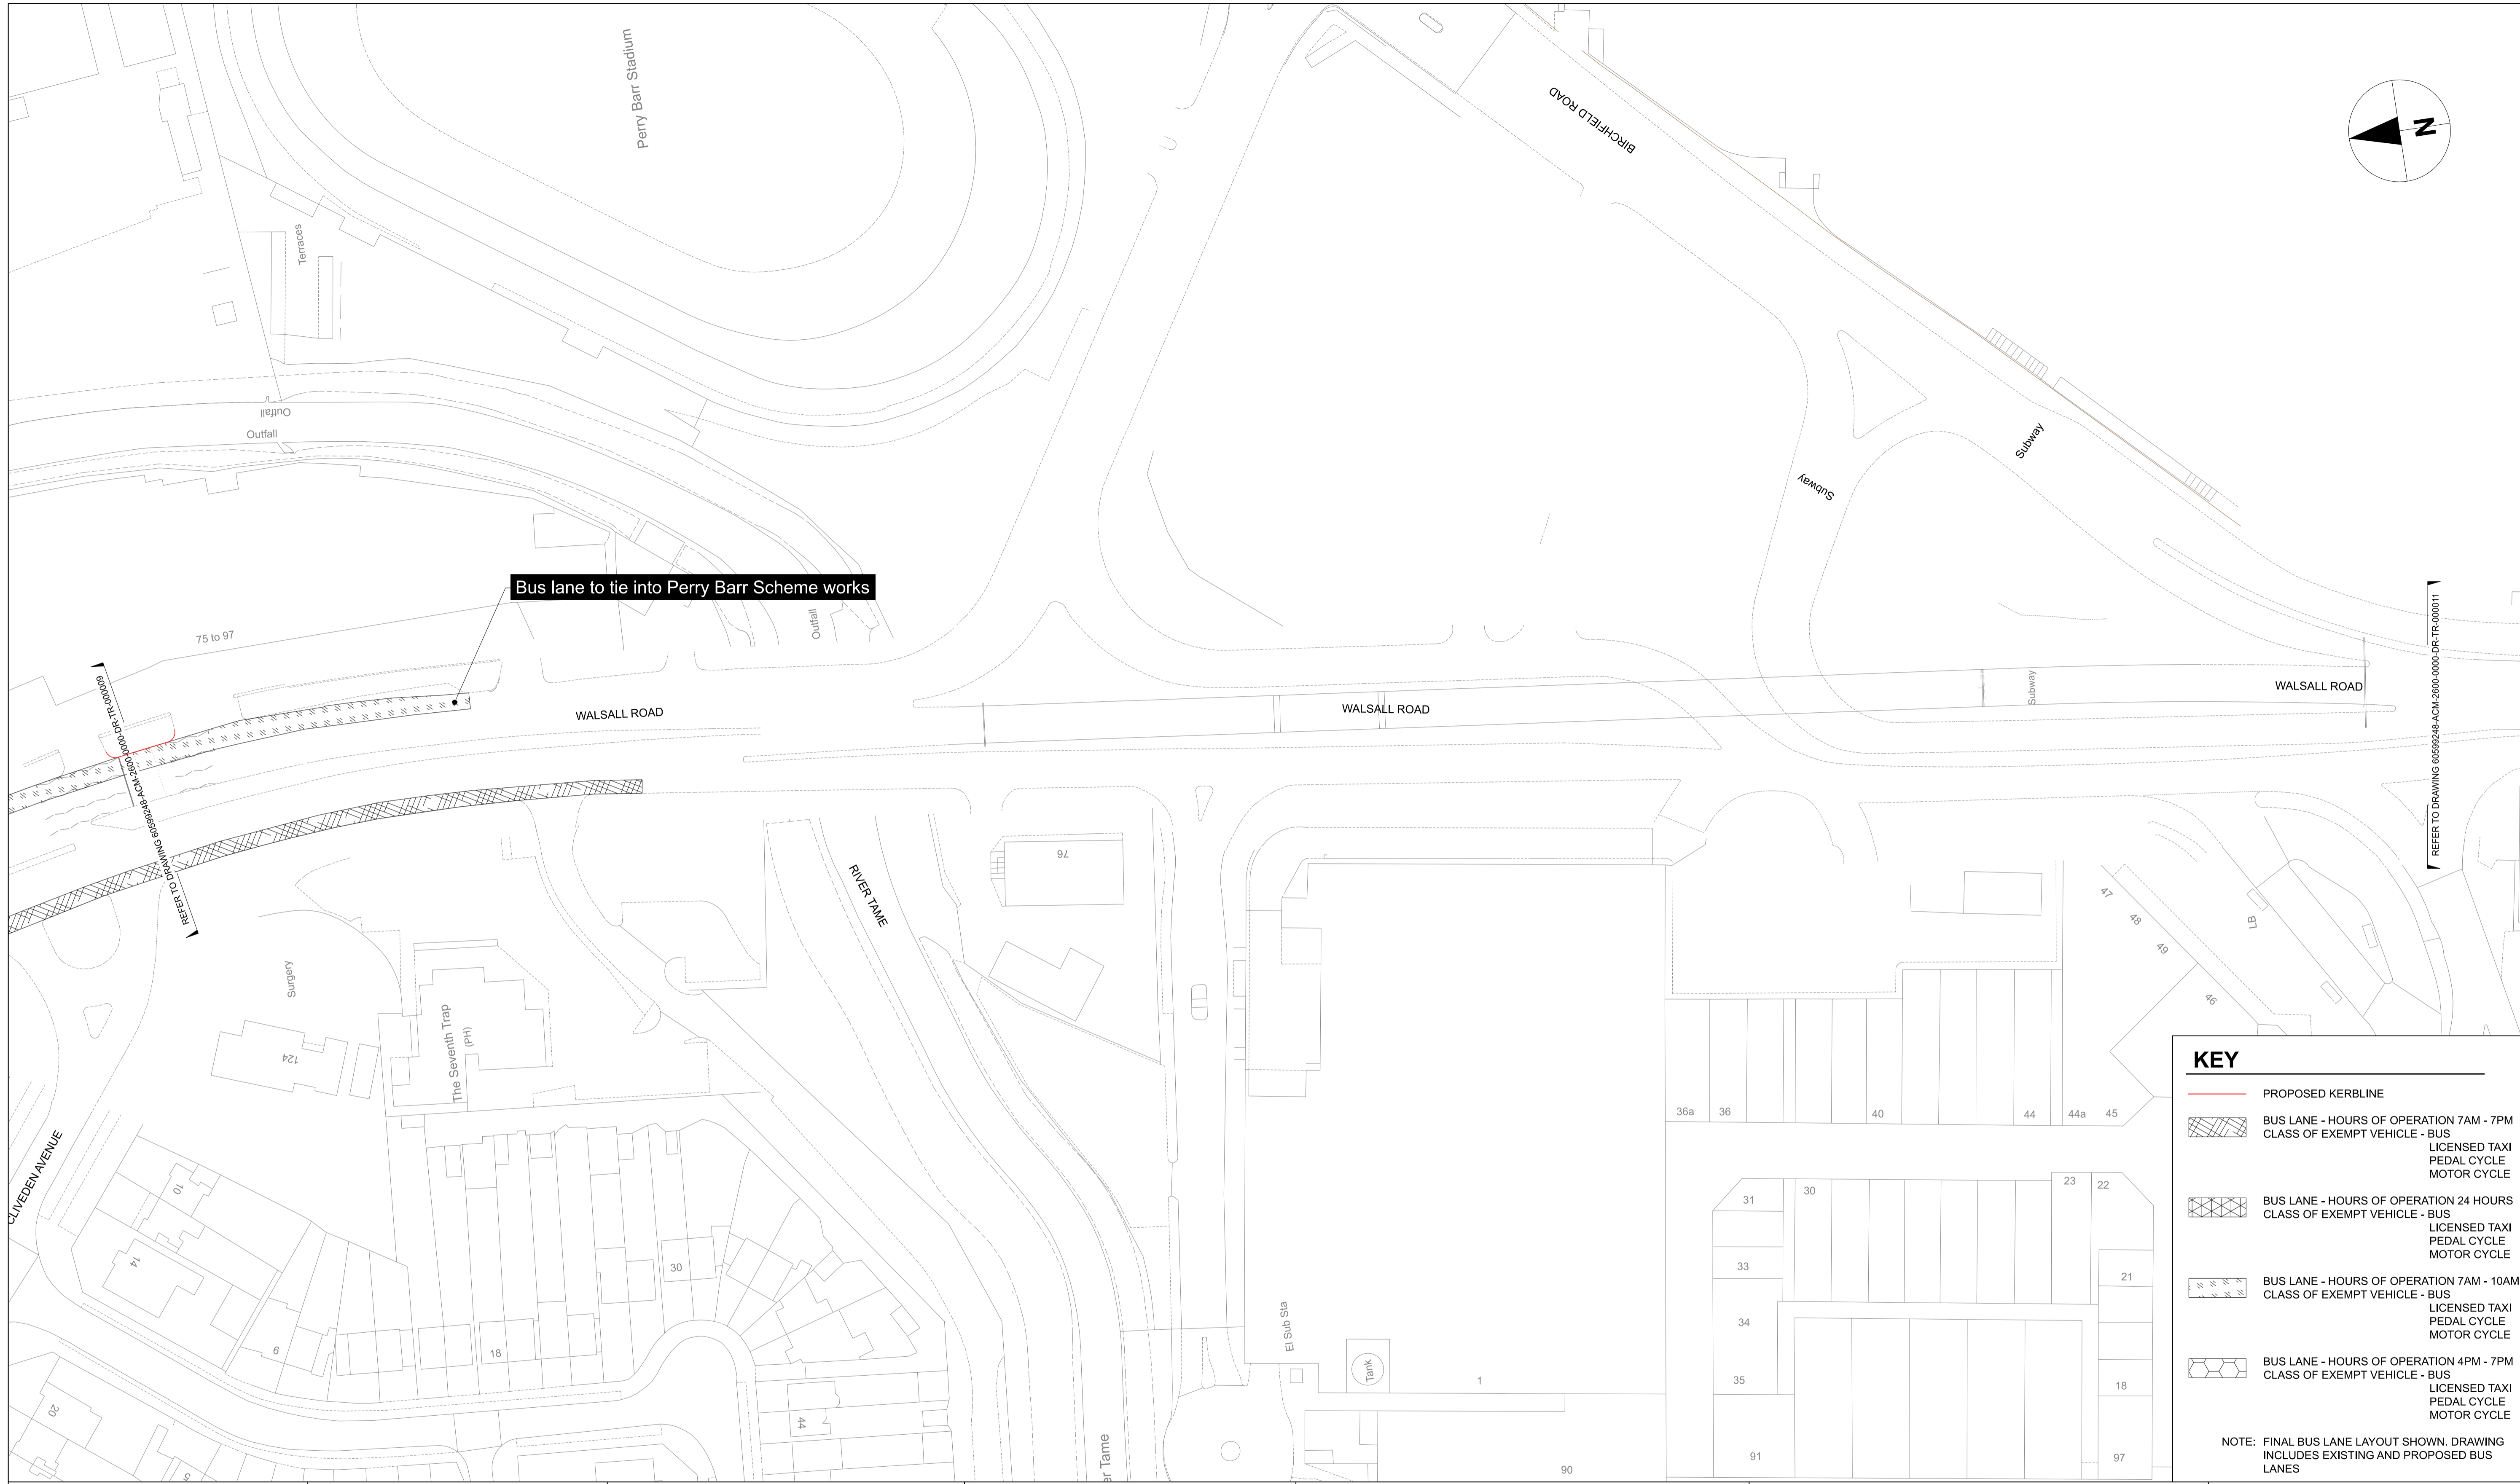 Perry Barr Stadium
BIRCHFIELD ROAD
N
Terraces
Outfall
Outfall
Subway
Subway
Bus lane to tie into Perry Barr Scheme works
Outfall
75 to 97
REFER TO DRAWING 60599248-ACM-2600-0000-DR-TR-000009
WALSALL ROAD
WALSALL ROAD
Subway
WALSALL ROAD
REFER TO DRAWING 60599248-ACM-2600-0000-DR-TR-000011
76
RIVER TAME
47
48
49
46
LB
Surgery
124
The Seventh Trap
(PH)
CLIVEDEN AVENUE
10
14
6
18
30
20
5
44
er Tame
El Sub Sta
Tank
1
90
36a
36
40
44
44a
45
31
30
23
22
33
34
35
91
21
18
97
KEY
PROPOSED KERBLINE
BUS LANE - HOURS OF OPERATION 7AM - 7PM
CLASS OF EXEMPT VEHICLE - BUS
LICENSED TAXI
PEDAL CYCLE
MOTOR CYCLE
BUS LANE - HOURS OF OPERATION 24 HOURS
CLASS OF EXEMPT VEHICLE - BUS
LICENSED TAXI
PEDAL CYCLE
MOTOR CYCLE
BUS LANE - HOURS OF OPERATION 7AM - 10AM
CLASS OF EXEMPT VEHICLE - BUS
LICENSED TAXI
PEDAL CYCLE
MOTOR CYCLE
BUS LANE - HOURS OF OPERATION 4PM - 7PM
CLASS OF EXEMPT VEHICLE - BUS
LICENSED TAXI
PEDAL CYCLE
MOTOR CYCLE
NOTE: FINAL BUS LANE LAYOUT SHOWN. DRAWING
INCLUDES EXISTING AND PROPOSED BUS
LANES